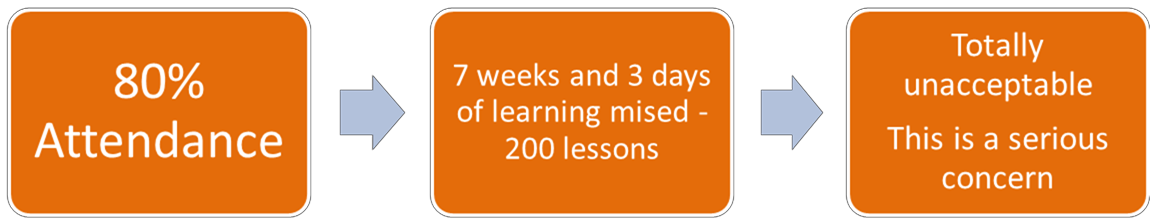 80%
Attendance
7 weeks and 3 days
of learning mised -
200 lessons
Totally
unacceptable
This is a serious
concern